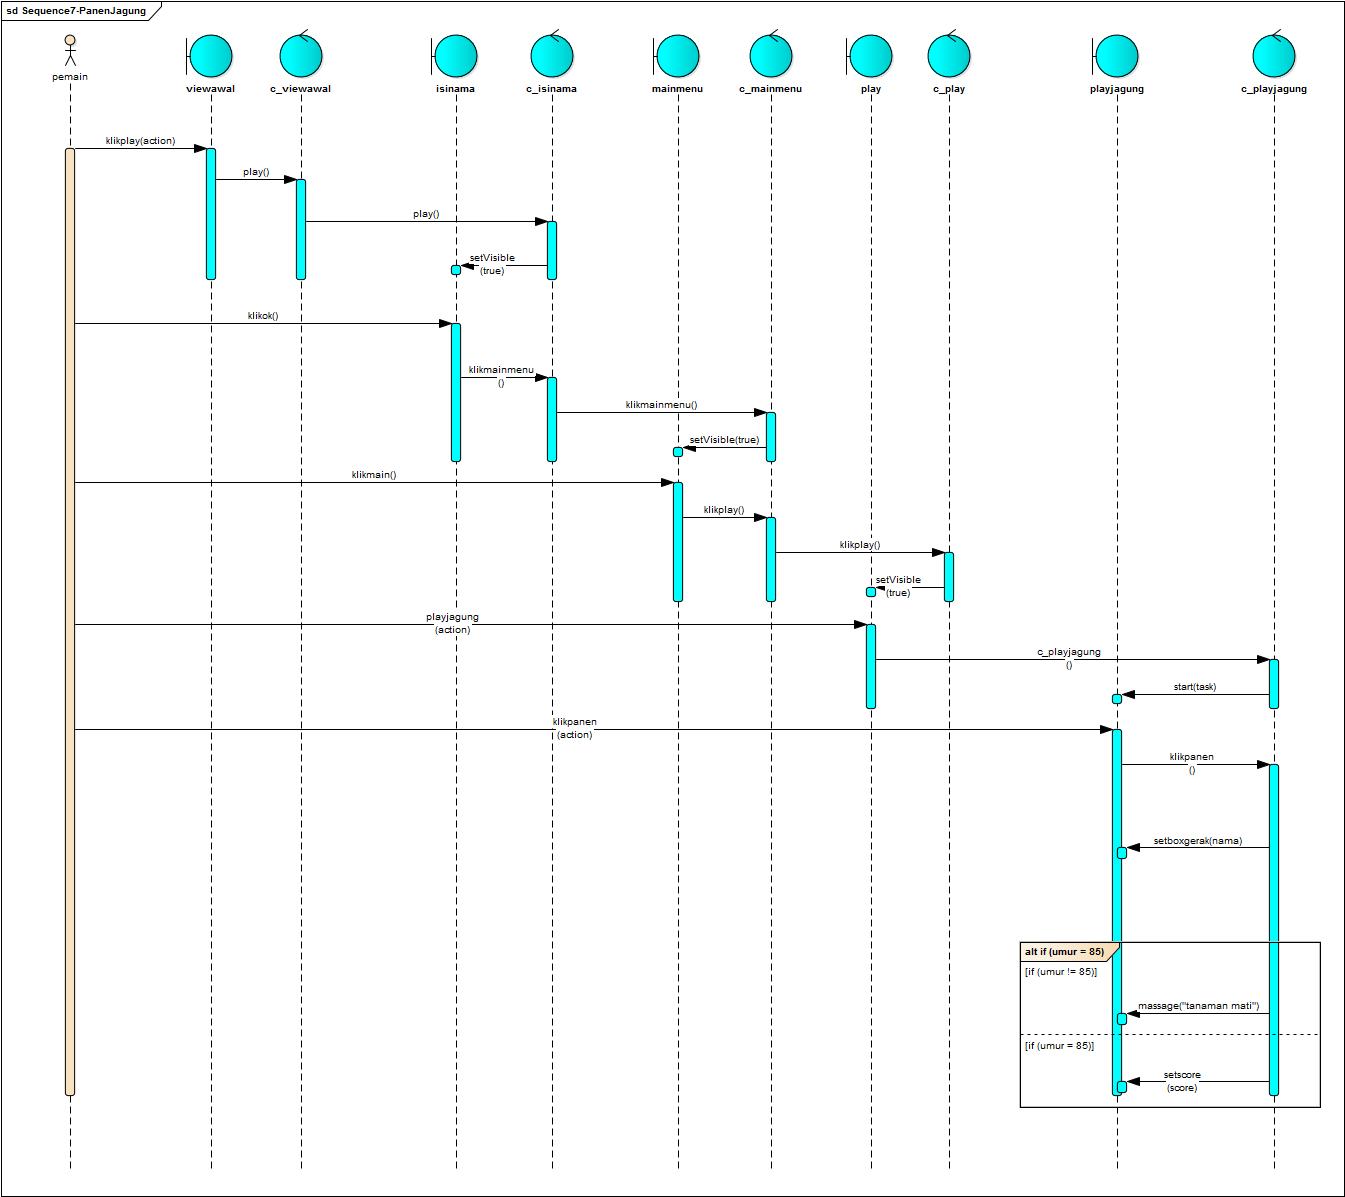 sd Sequence7-PanenJagung
pemain
viewawal
c_viewawal
isinama
c_isinama
mainmenu
c_mainmenu
play
c_play
playjagung
c_playjagung
klikplay(action)
play()
play()
setVisible
(true)
klikok()
klikmainmenu
()
klikmainmenu()
setVisible(true)
klikmain()
klikplay()
klikplay()
setVisible
(true)
playjagung
(action)
c_playjagung
()
start(task)
klikpanen
(action)
klikpanen
()
setboxgerak(nama)
alt if (umur = 85)
[if (umur != 85)]
massage("tanaman mati")
[if (umur = 85)]
setscore
(score)